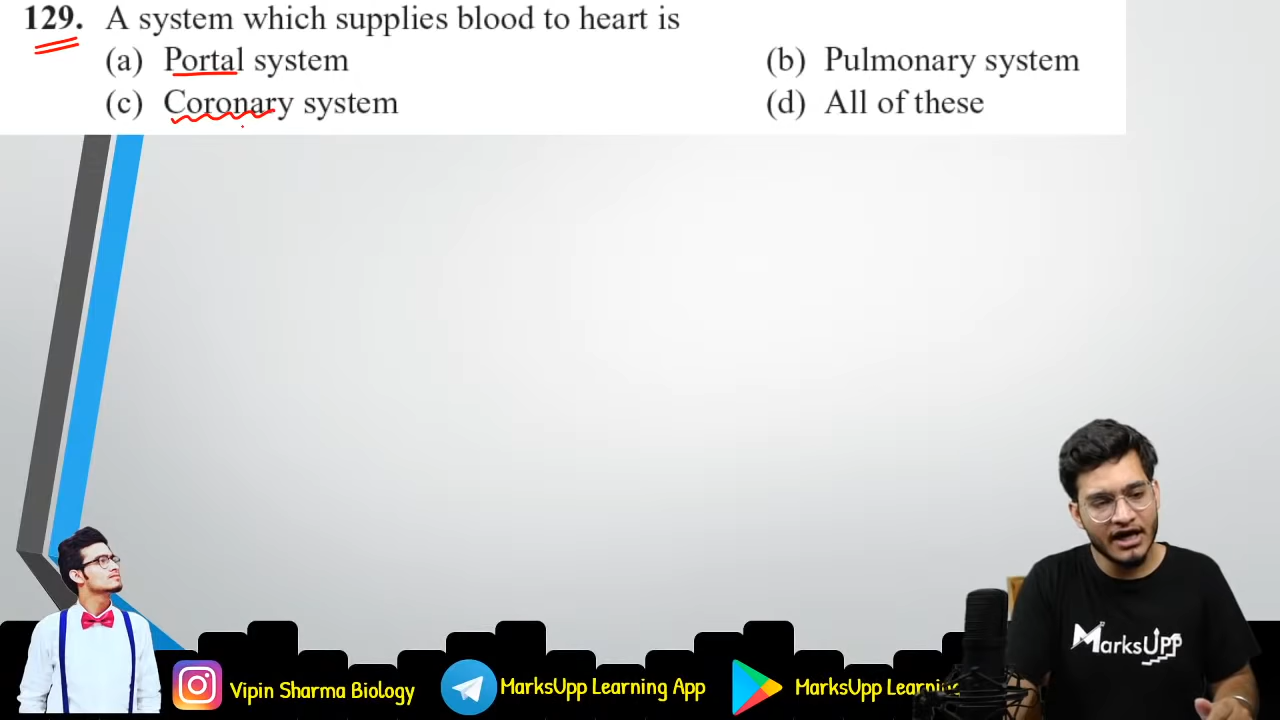 129. A system which supplies blood to heart is
(a) Portal system
(b) Pulmonary system
(c) Coronary system
(d) All of these
MarksUpp
Vipin Sharma Biology
MarksUpp Learning App
MarksUpp Learning